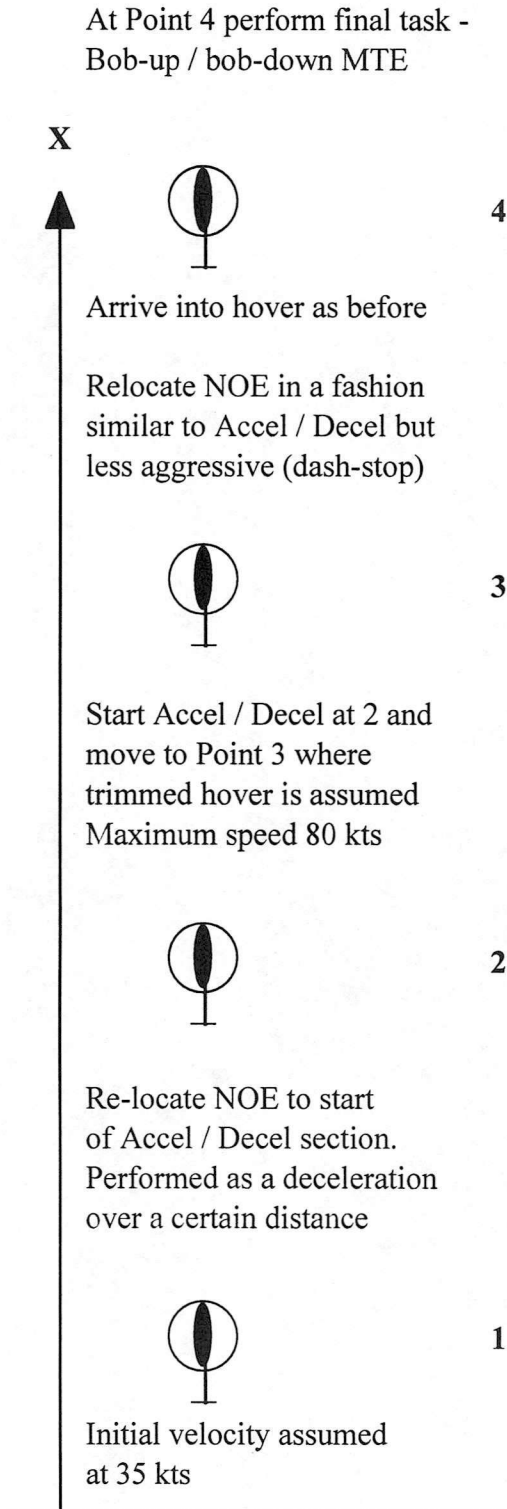 At Point 4 perform final task -
Bob-up / bob-down MTE
X
4
Arrive into hover as before
Relocate NOE in a fashion
similar to Accel / Decel but
less aggressive (dash-stop)
3
Start Accel / Decel at 2 and
move to Point 3 where
trimmed hover is assumed
Maximum speed 80 kts
2
Re-locate NOE to start
of Accel / Decel section.
Performed as a deceleration
over a certain distance
1
Initial velocity assumed
at 35 kts